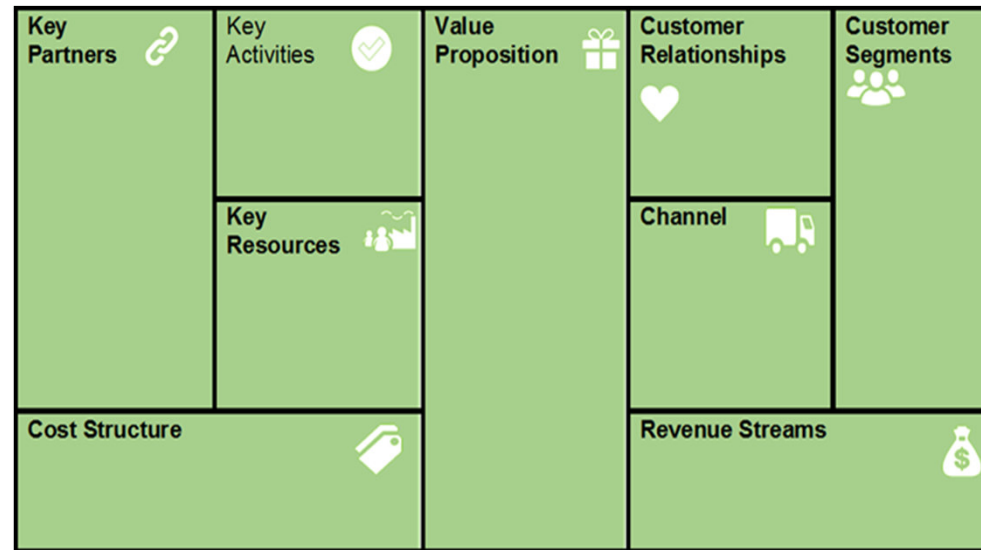 Key
Partners
Key
Activities
Value
Proposition
Customer
Relationships
Customer
Segments
Key
Resources
Channel
Cost Structure
Revenue Streams
$